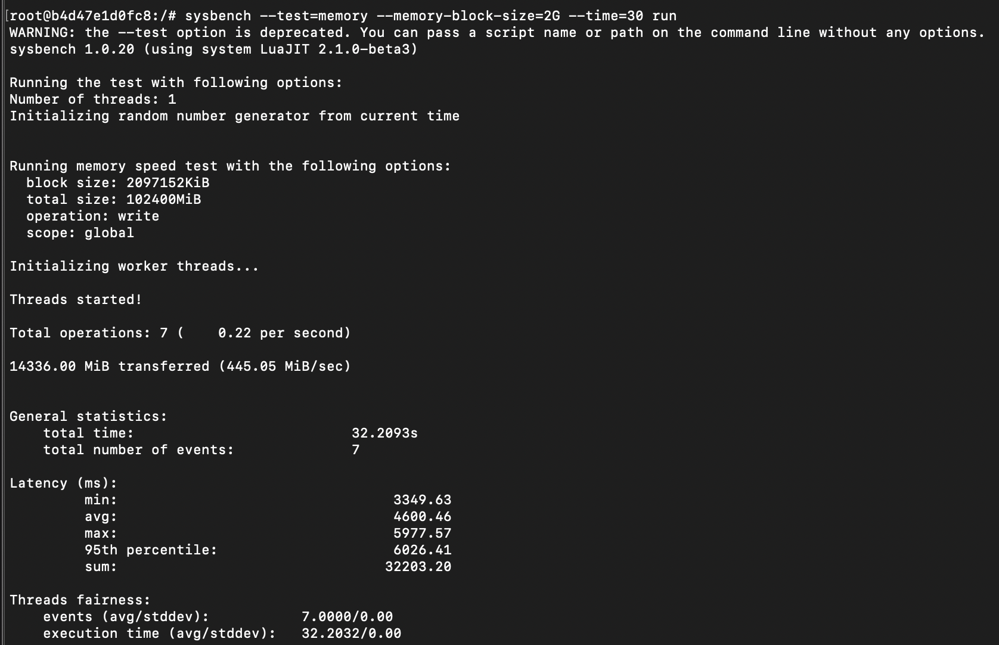 [root@b4d47e1d0fc8:/# sysbench --test=memory --memory-block-size=2G --time=30 run
WARNING: the --test option is deprecated. You can pass a script name or path on the command line without any options.
sysbench 1.0.20 (using system LuaJIT 2.1.0-beta3)
Running the test with following options:
Number of threads: 1
Initializing random number generator from current time
Running memory speed test with the following options:
block size: 2097152KiB
total size: 102400MiB
operation: write
scope: global
Initializing worker threads...
Threads started!
Total operations: 7 (    0.22 per second)
14336.00 MiB transferred (445.05 MiB/sec)
General statistics:
total time: 32.2093s
total number of events: 7
Latency (ms):
min: 3349.63
avg: 4600.46
max: 5977.57
95th percentile: 6026.41
sum: 32203.20
Threads fairness:
events (avg/stddev): 7.0000/0.00
execution time (avg/stddev): 32.2032/0.00